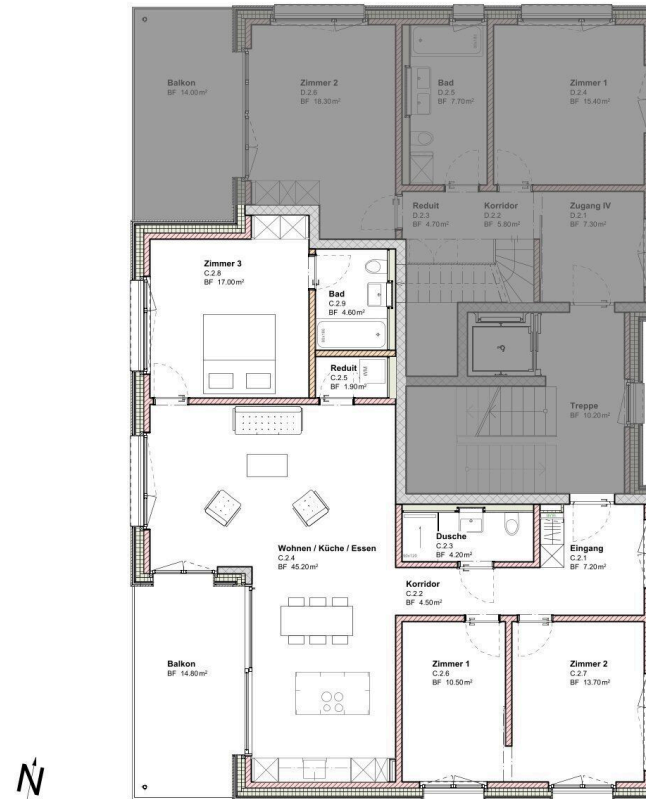 Balkon
BF 14.00m²
Zimmer 2
D.2.6
BF 18.30m²
Bad
D.2.5
BF 7.70m²
Zimmer 1
D.2.4
BF 15.40m²
Reduit
D.2.3
BF 4.70m²
Korridor
D.2.2
BF 5.80m²
Zugang IV
D.2.1
BF 7.30m²
Zimmer 3
C.2.8
BF 17.00m²
Bad
C.2.9
BF 4.60m²
Reduit
C.2.5
BF 1.90m²
WM
Treppe
BF 10.20m²
Dusche
C.2.3
BF 4.20m²
Eingang
C.2.1
BF 7.20m²
Wohnen / Küche / Essen
C.2.4
BF 45.20m²
Korridor
C.2.2
BF 4.50m²
Balkon
BF 14.80m²
Zimmer 1
C.2.6
BF 10.50m²
Zimmer 2
C.2.7
BF 13.70m²
N